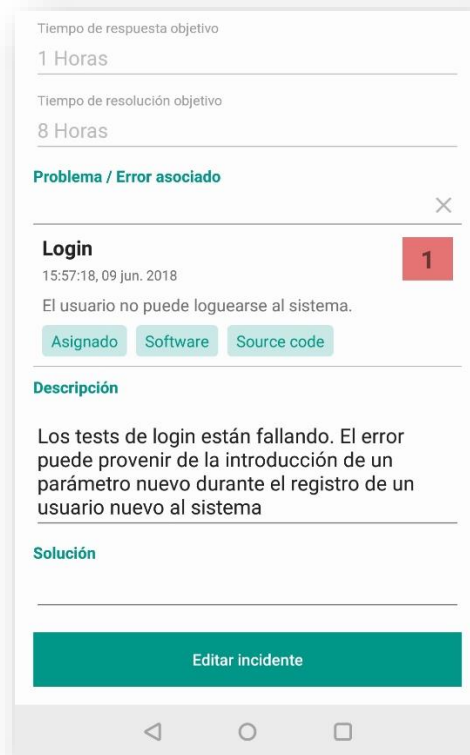 Tiempo de respuesta objetivo
1 Horas
Tiempo de resolución objetivo
8 Horas
Problema / Error asociado
Login
1
15:57:18, 09 jun. 2018
El usuario no puede loguearse al sistema.
Asignado Software Source code
Descripción
Los tests de login están fallando. El error
puede provenir de la introducción de un
parámetro nuevo durante el registro de un
usuario nuevo al sistema
Solución
Editar incidente